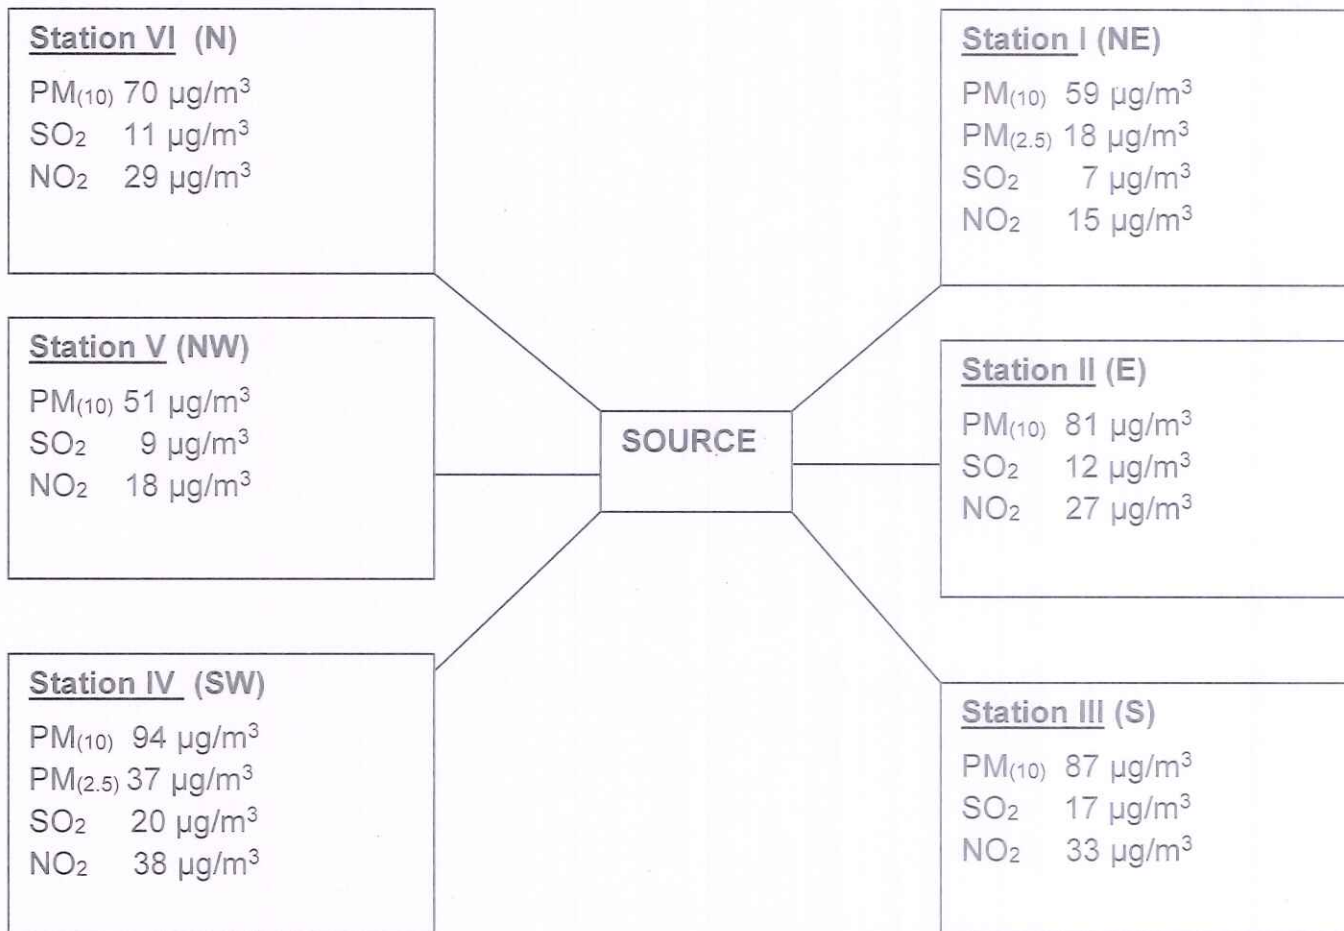 Station VI (N)
PM(10) 70 µg/m³
SO₂ 11 µg/m³
NO₂ 29 µg/m³
Station V (NW)
PM(10) 51 µg/m³
SO₂ 9 µg/m³
NO₂ 18 µg/m³
Station IV (SW)
PM(10) 94 µg/m³
PM(2.5) 37 µg/m³
SO₂ 20 µg/m³
NO₂ 38 µg/m³
SOURCE
Station I (NE)
PM(10) 59 µg/m³
PM(2.5) 18 µg/m³
SO₂ 7 µg/m³
NO₂ 15 µg/m³
Station II (E)
PM(10) 81 µg/m³
SO₂ 12 µg/m³
NO₂ 27 µg/m³
Station III (S)
PM(10) 87 µg/m³
SO₂ 17 µg/m³
NO₂ 33 µg/m³